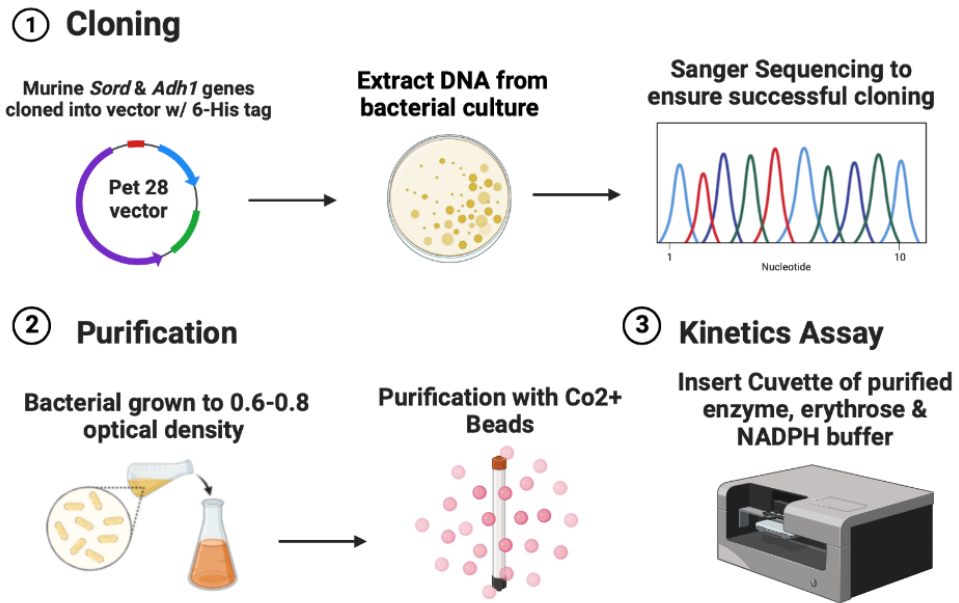 1 Cloning
Murine Sord & Adh1 genes
cloned into vector w/ 6-His tag
Pet 28
vector
Extract DNA from
bacterial culture
Sanger Sequencing to
ensure successful cloning
1
10
Nucleotide
2 Purification
Bacterial grown to 0.6-0.8
optical density
Purification with Co2+
Beads
3 Kinetics Assay
Insert Cuvette of purified
enzyme, erythrose &
NADPH buffer